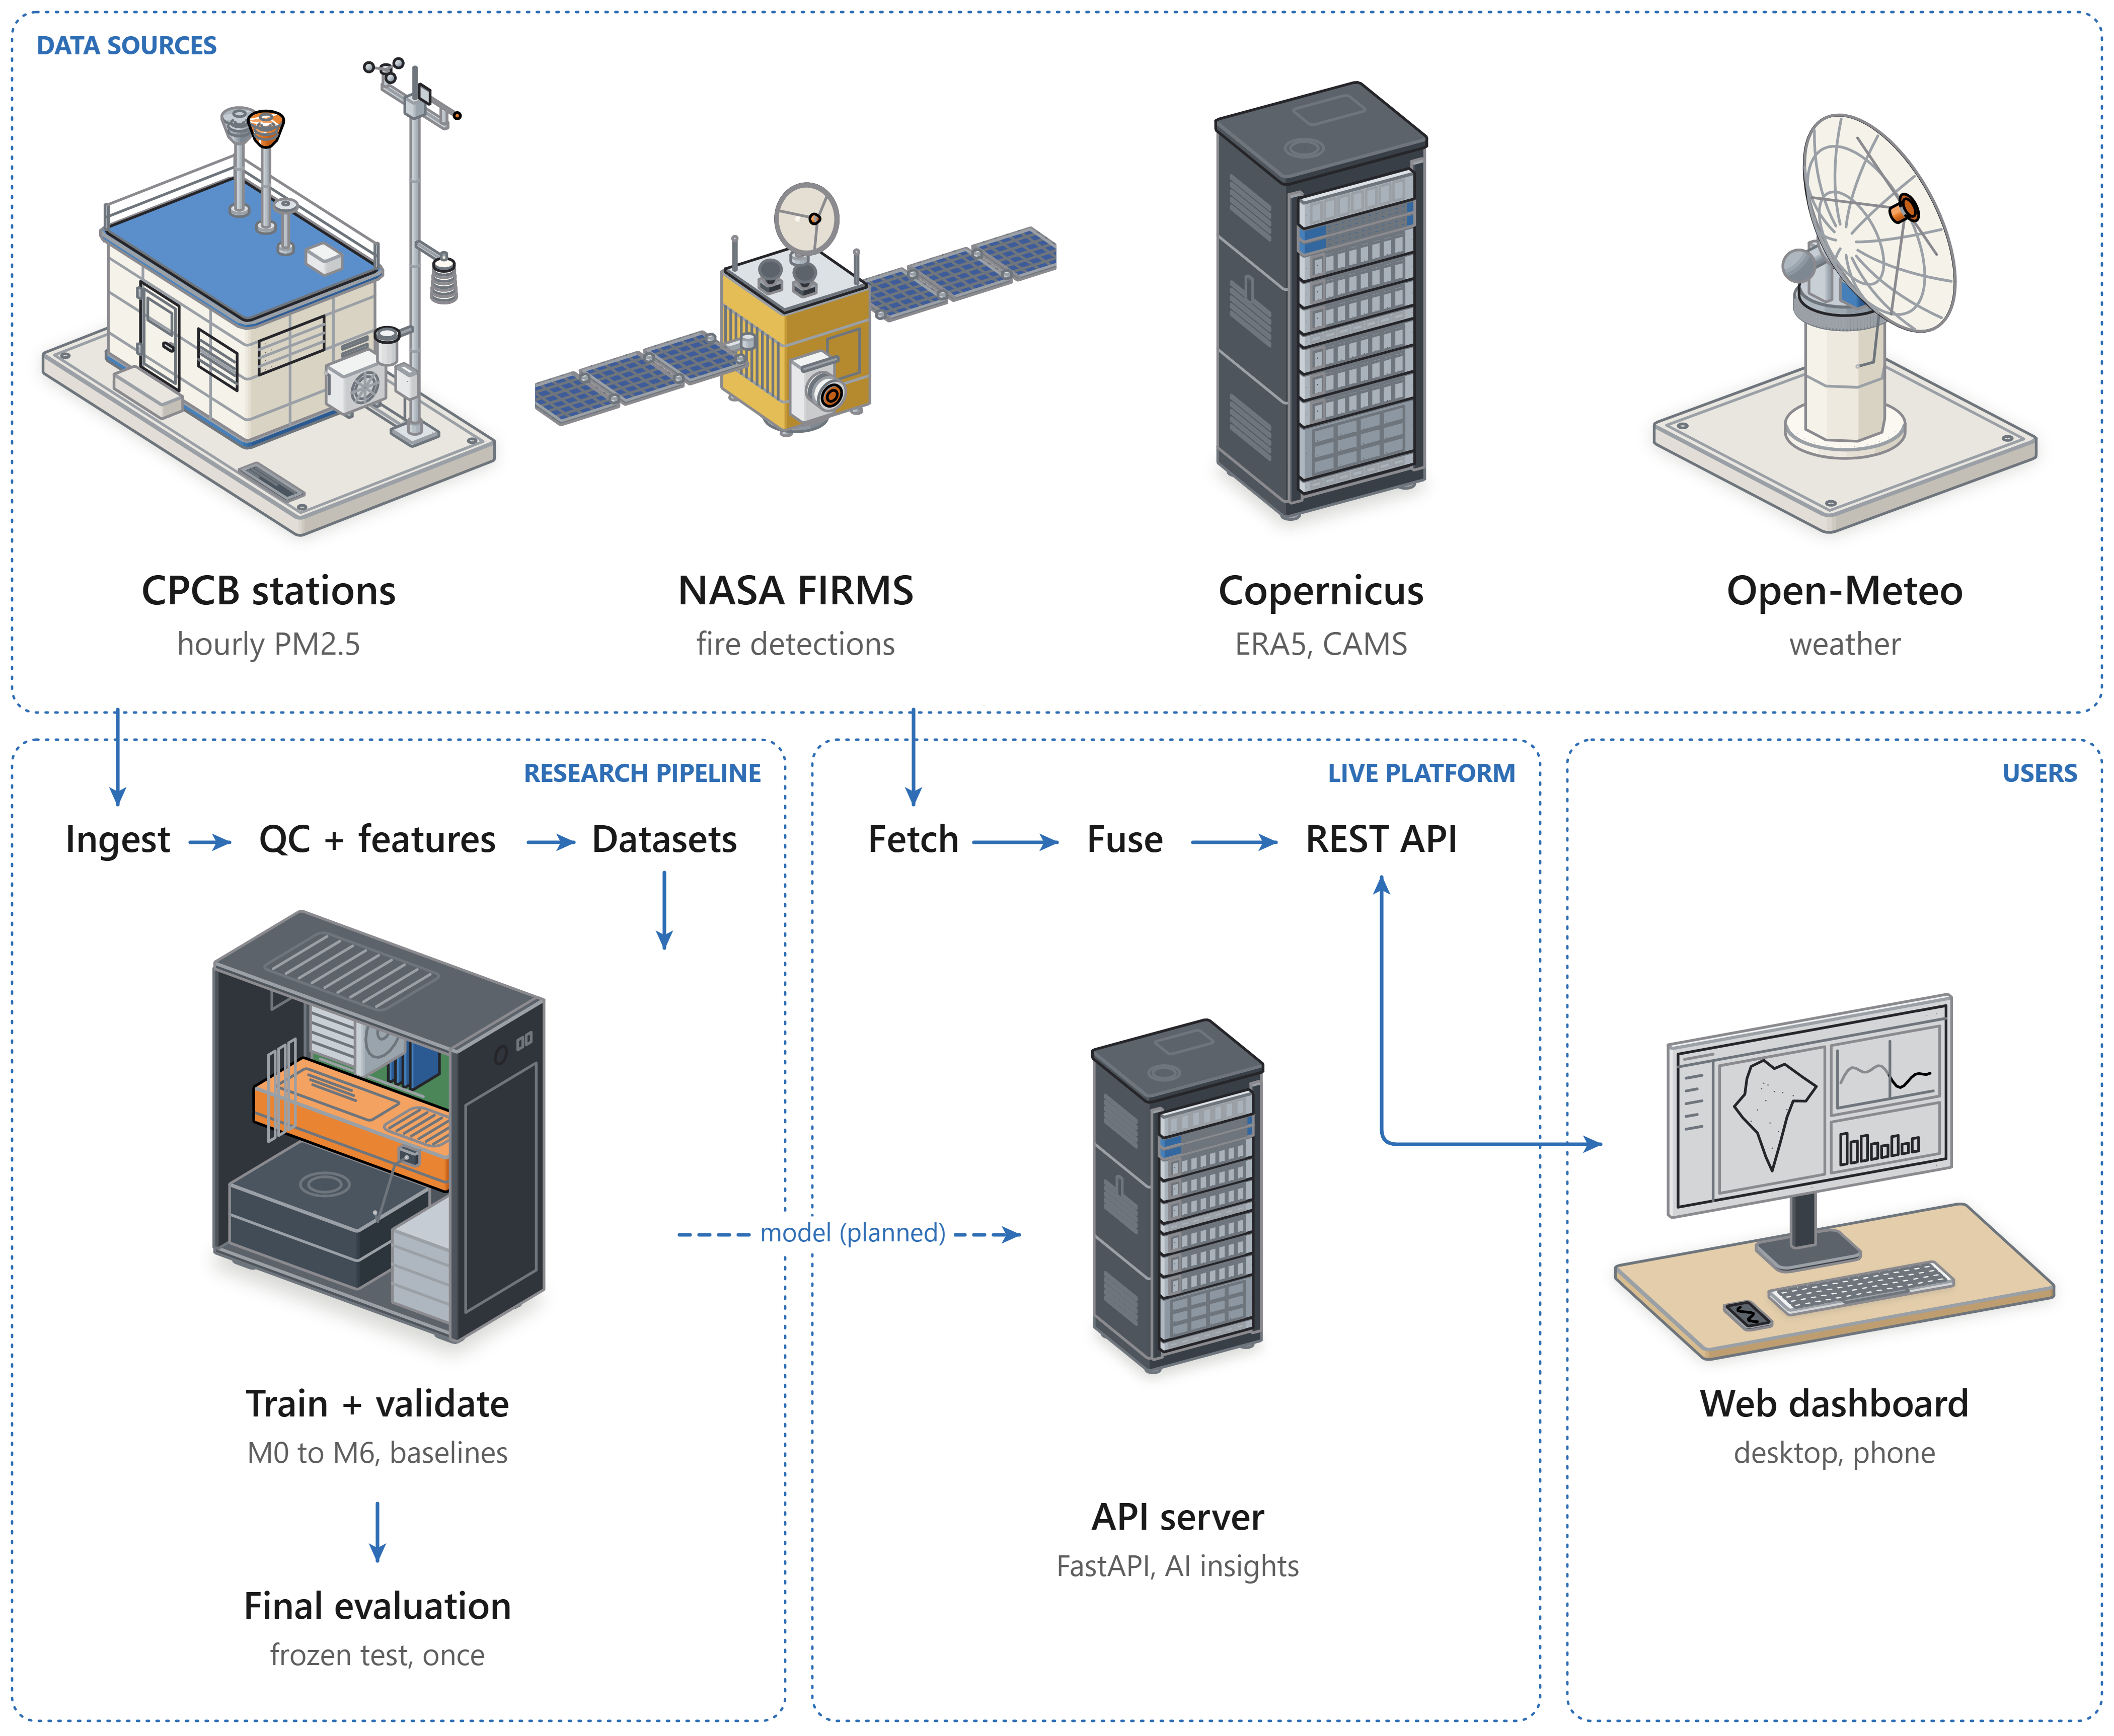 DATA SOURCES
CPCB stations
hourly PM2.5
NASA FIRMS
fire detections
Copernicus
ERA5, CAMS
Open-Meteo
weather
RESEARCH PIPELINE
Ingest
QC + features
Datasets
Train + validate
M0 to M6, baselines
Final evaluation
frozen test, once
model (planned)
LIVE PLATFORM
Fetch
Fuse
REST API
API server
FastAPI, AI insights
USERS
Web dashboard
desktop, phone